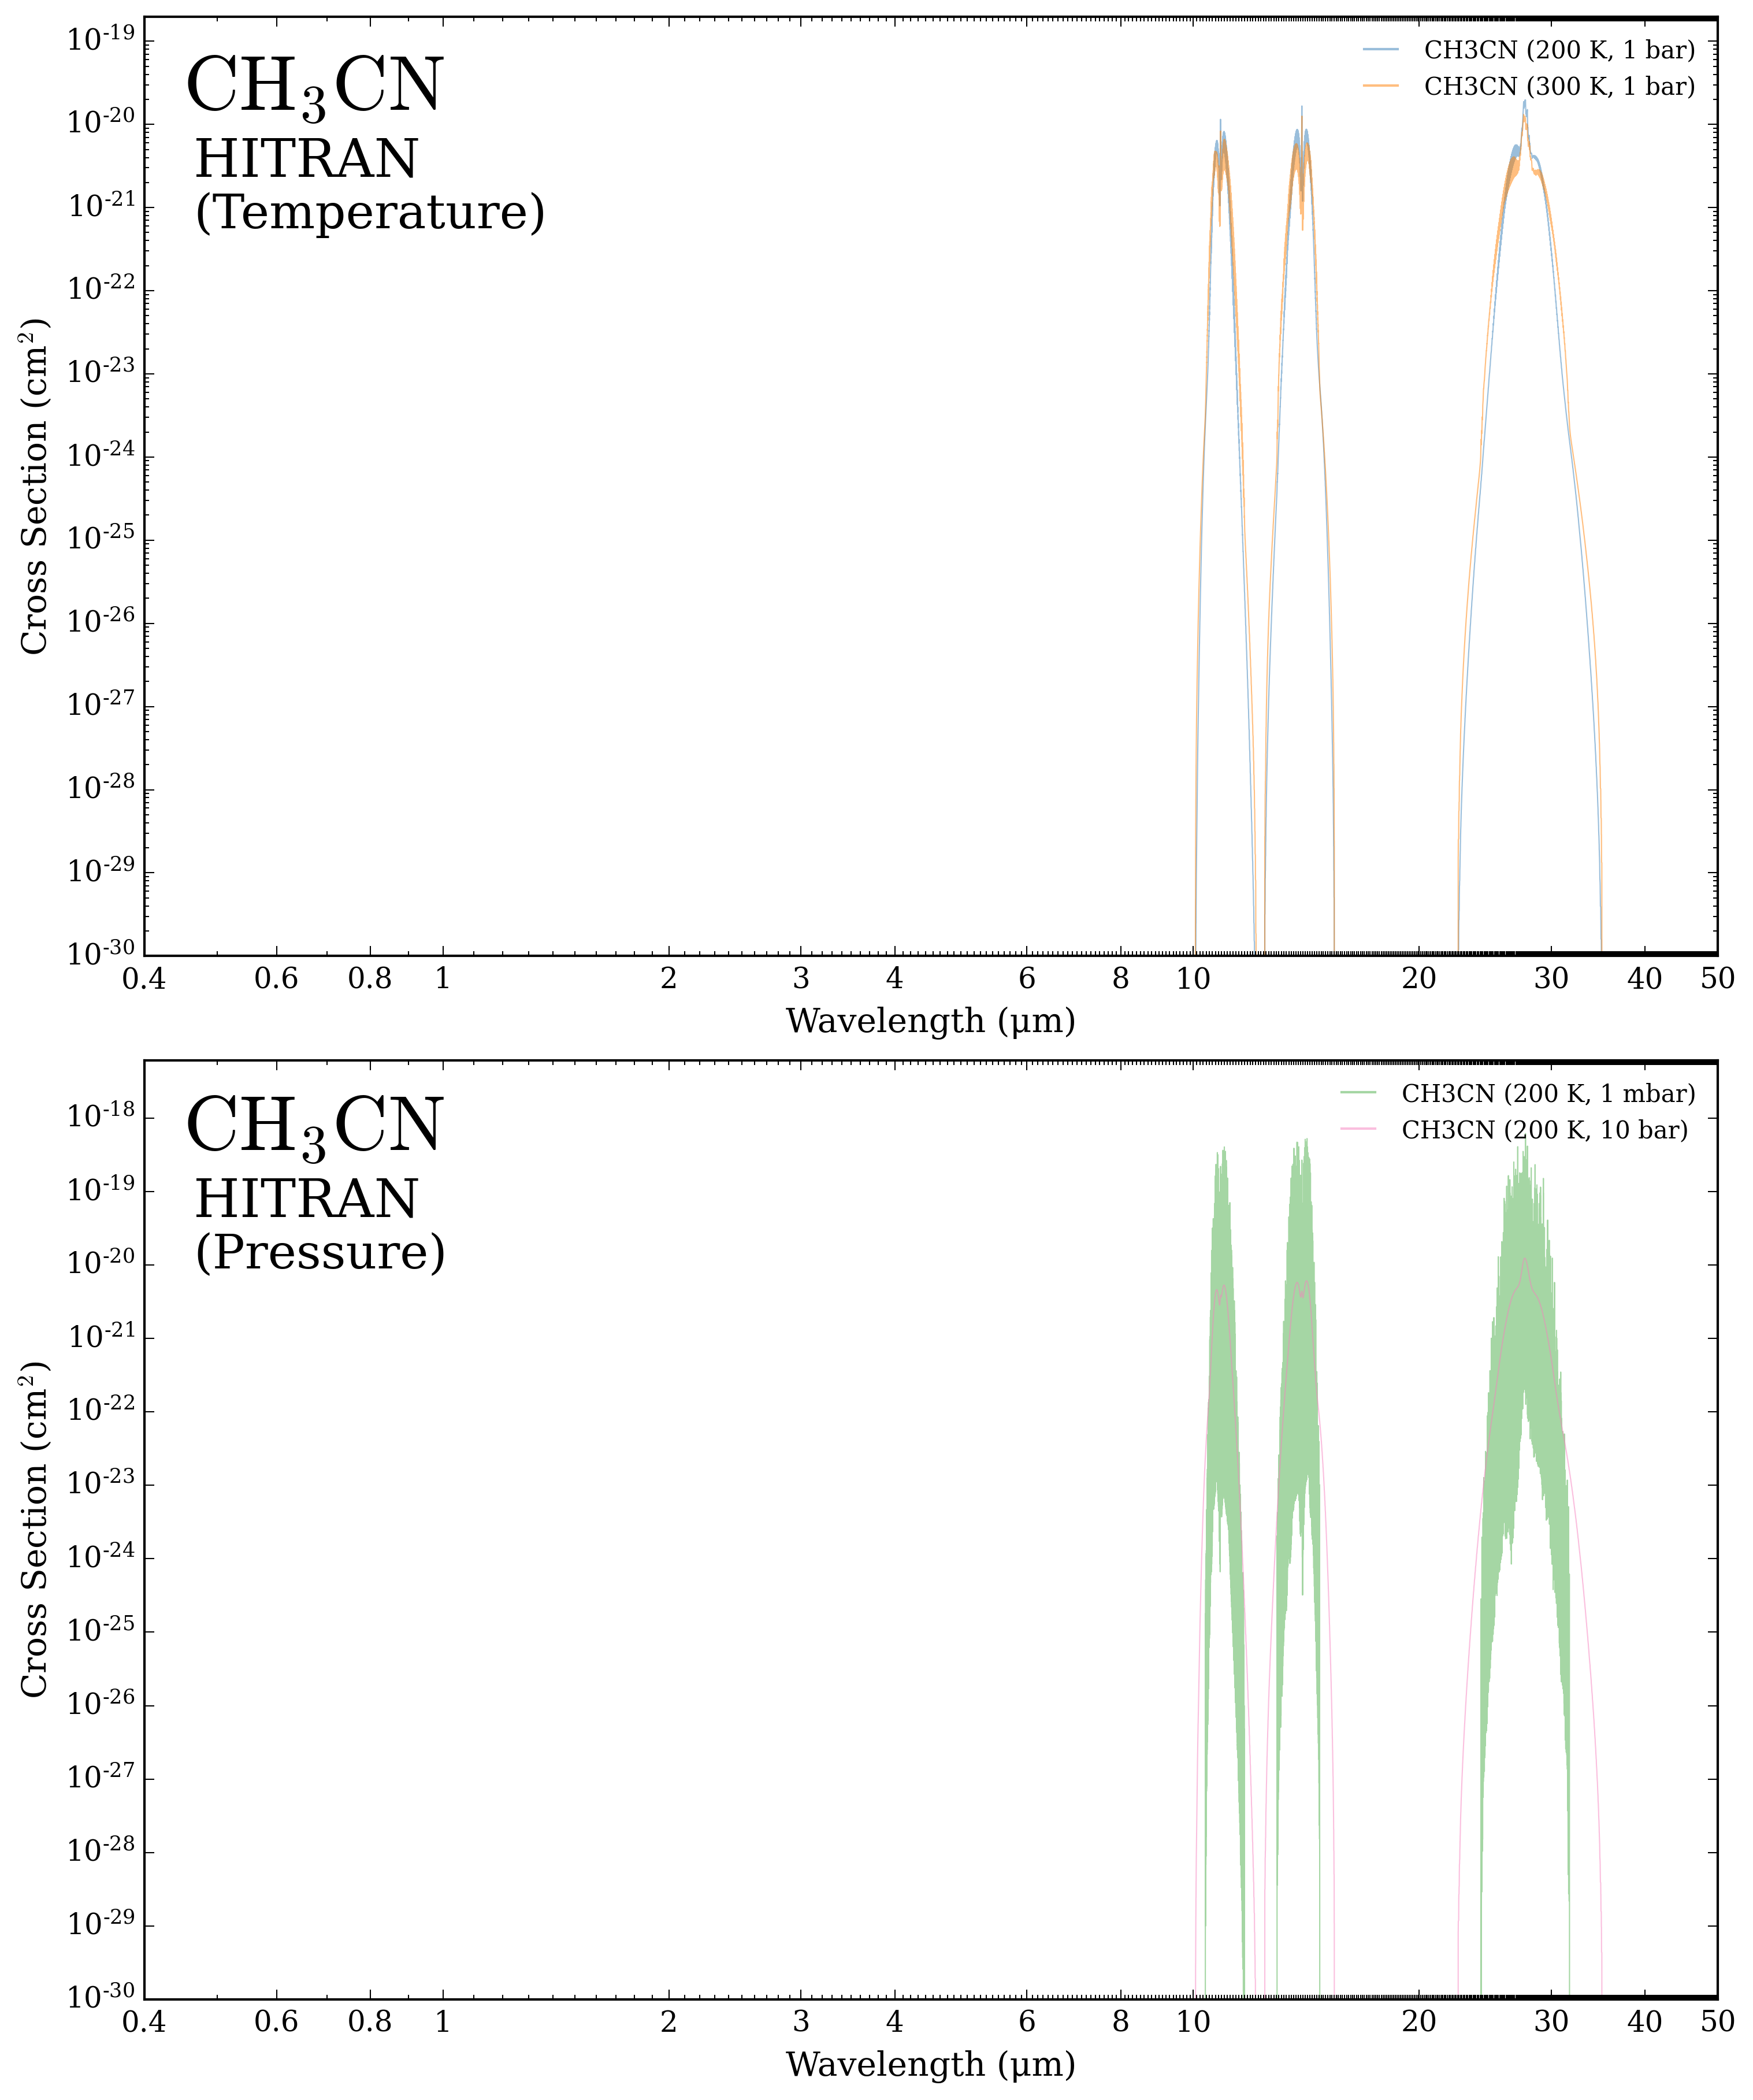 CH₃CN
HITRAN
(Temperature)
CH3CN (200 K, 1 bar)
CH3CN (300 K, 1 bar)
10⁻¹⁹
10⁻²⁰
10⁻²¹
10⁻²²
10⁻²³
10⁻²⁴
10⁻²⁵
10⁻²⁶
10⁻²⁷
10⁻²⁸
10⁻²⁹
10⁻³⁰
Cross Section (cm²)
0.4 0.6 0.8 1 2 3 4 6 8 10 20 30 40 50
Wavelength (μm)
CH₃CN
HITRAN
(Pressure)
CH3CN (200 K, 1 mbar)
CH3CN (200 K, 10 bar)
10⁻¹⁸
10⁻¹⁹
10⁻²⁰
10⁻²¹
10⁻²²
10⁻²³
10⁻²⁴
10⁻²⁵
10⁻²⁶
10⁻²⁷
10⁻²⁸
10⁻²⁹
10⁻³⁰
Cross Section (cm²)
0.4 0.6 0.8 1 2 3 4 6 8 10 20 30 40 50
Wavelength (μm)